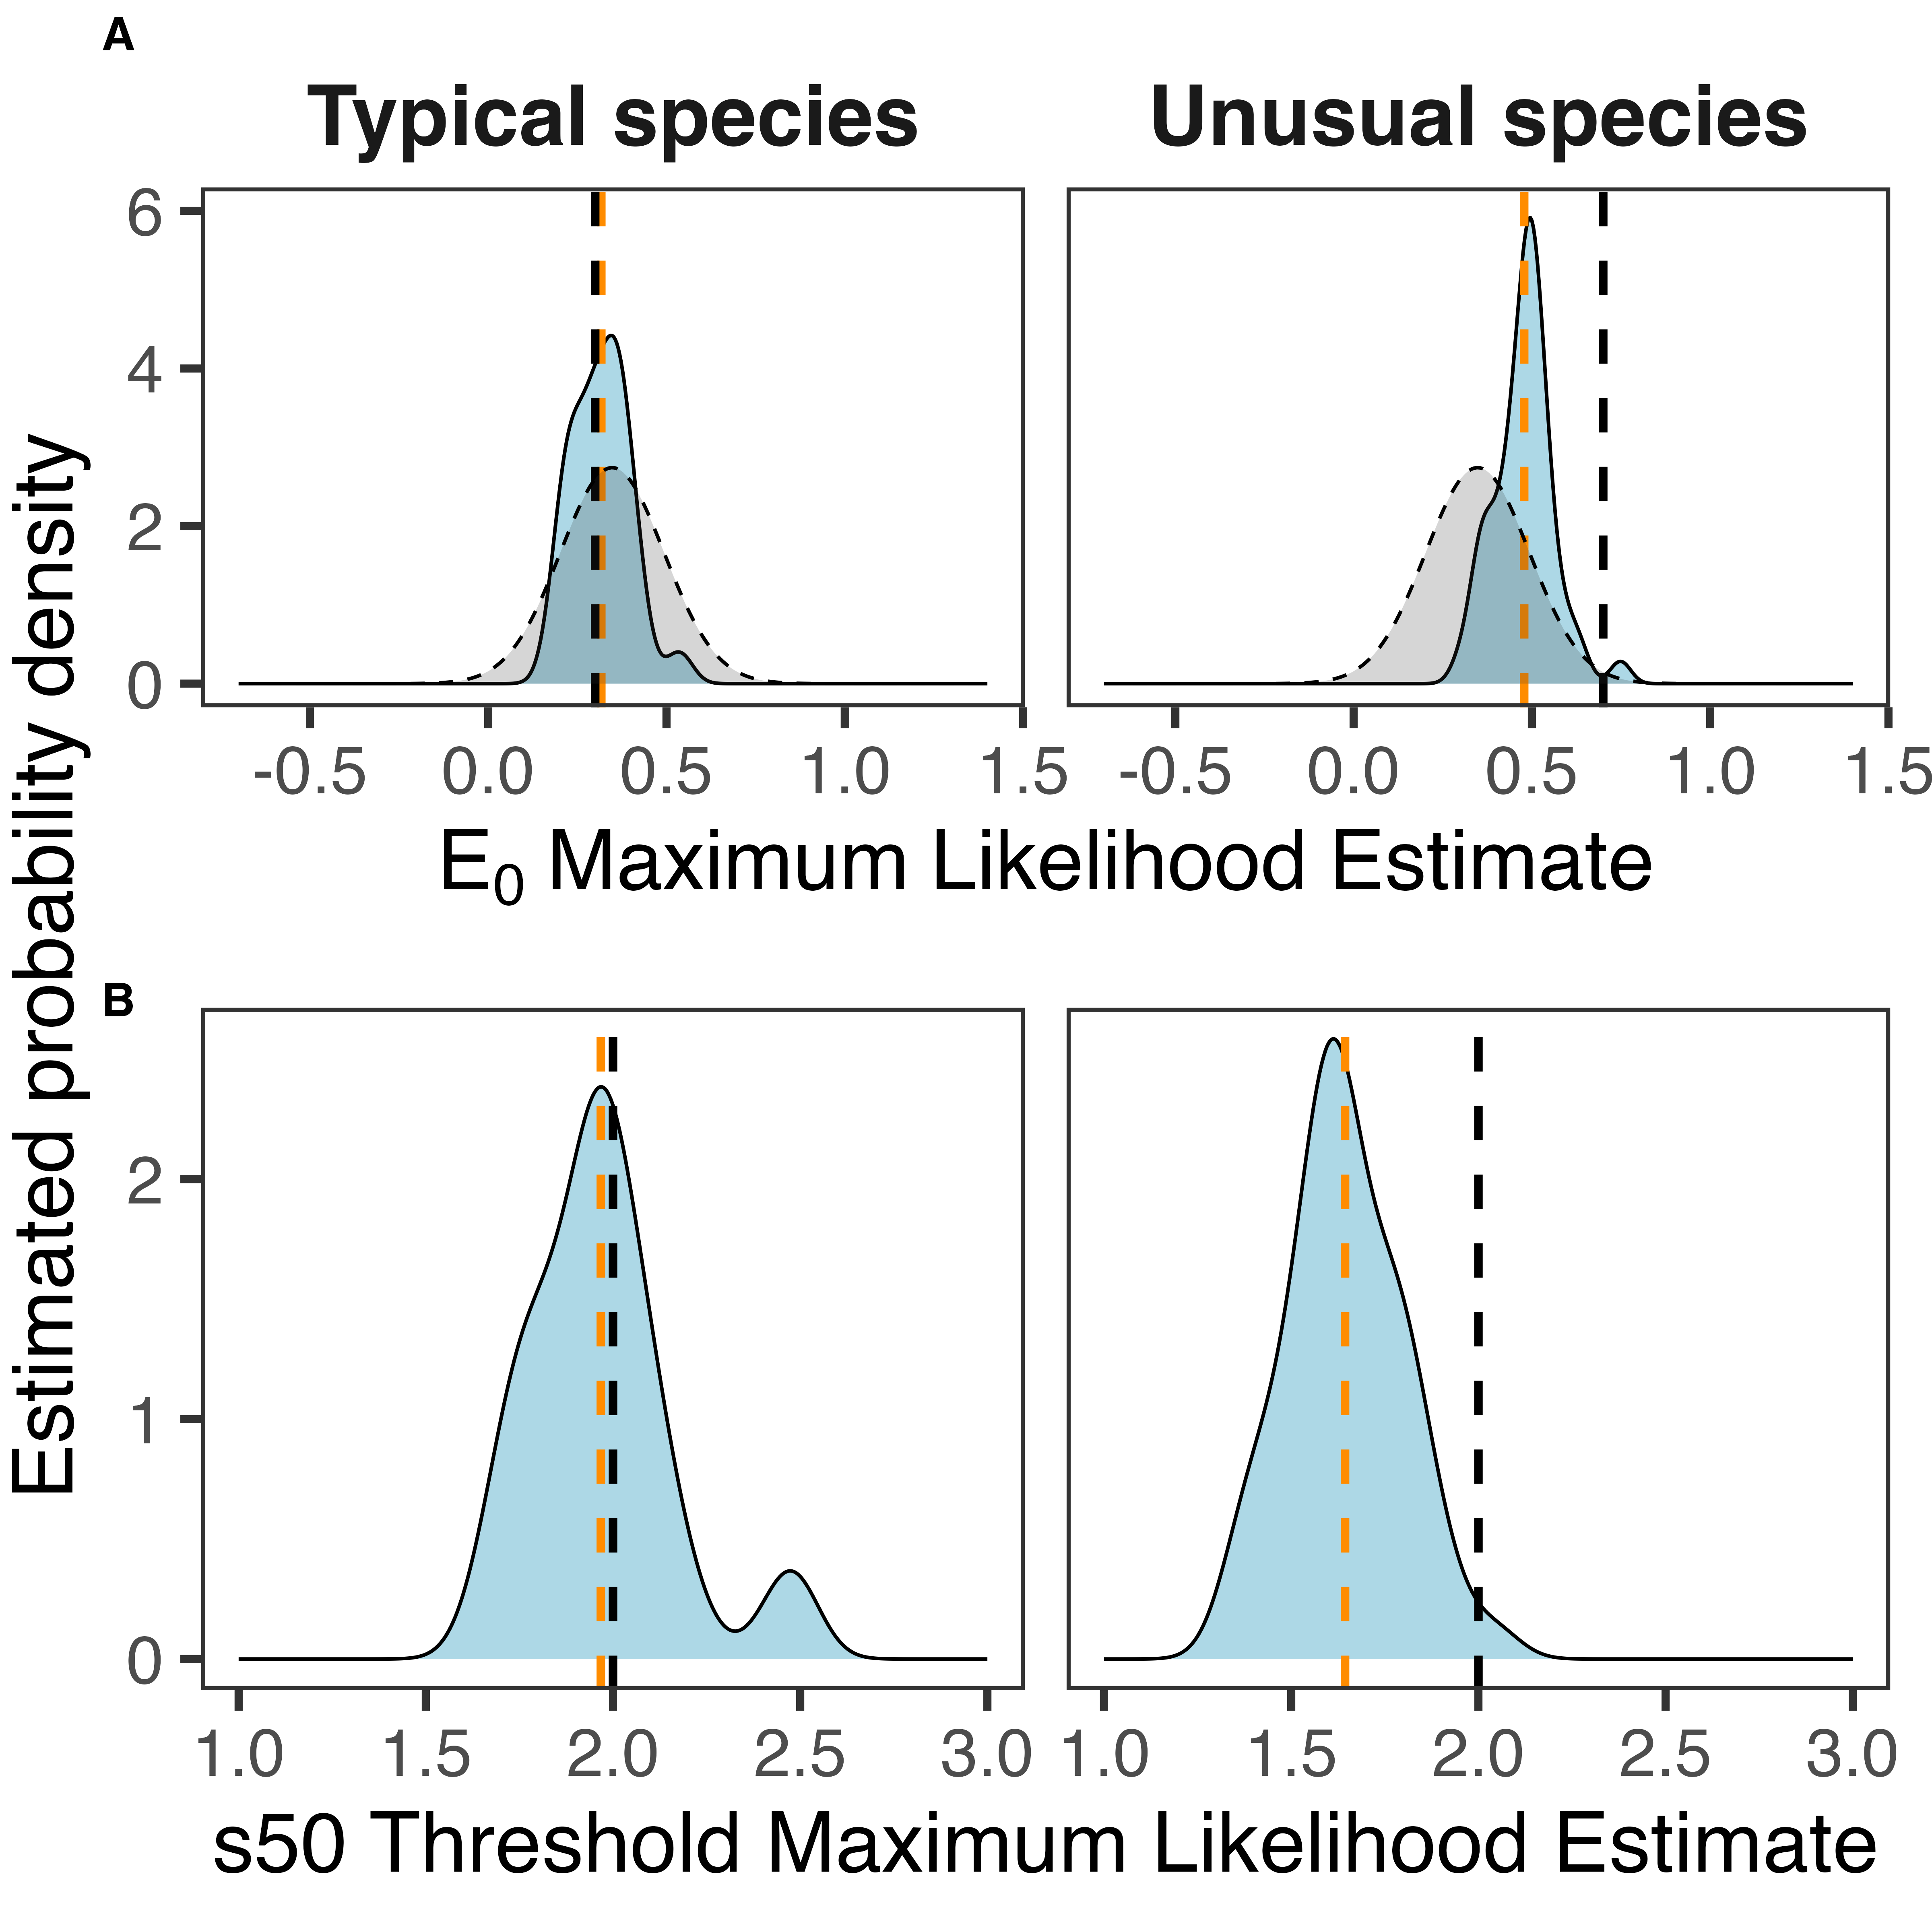 A
Typical species
Unusual species
Estimated probability density
6
4
2
0
-0.5 0.0 0.5 1.0 1.5
-0.5 0.0 0.5 1.0 1.5
E₀ Maximum Likelihood Estimate
B
2
1
0
1.0 1.5 2.0 2.5 3.0
1.0 1.5 2.0 2.5 3.0
s50 Threshold Maximum Likelihood Estimate